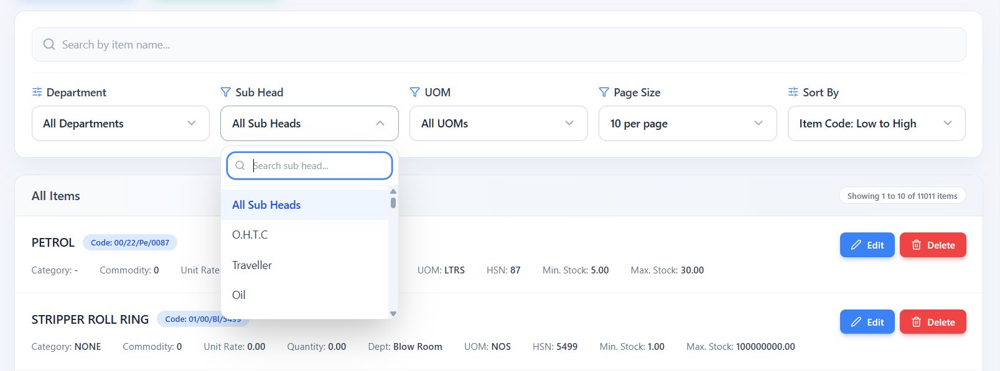 Search by item name...
Department
Sub Head
UOM
Page Size
Sort By
All Departments
All Sub Heads
All UOMs
10 per page
Item Code: Low to High
Search sub head...
All Sub Heads
O.H.T.C
Traveller
Oil
All Items
Showing 1 to 10 of 11011 items
PETROL Code: 00/22/Pe/0087
Edit Delete
Category: - Commodity: 0 Unit Rate UOM: LTRS HSN: 87 Min. Stock: 5.00 Max. Stock: 30.00
STRIPPER ROLL RING Code: 01/00/Bl/5499
Edit Delete
Category: NONE Commodity: 0 Unit Rate: 0.00 Quantity: 0.00 Dept: Blow Room UOM: NOS HSN: 5499 Min. Stock: 1.00 Max. Stock: 100000000.00